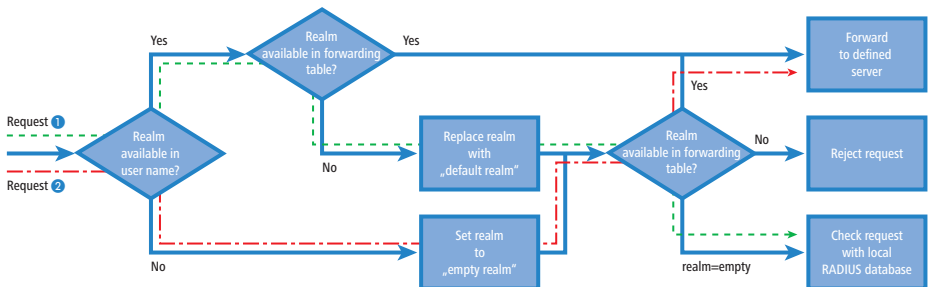 Yes
Realm
available in forwarding
table?
Yes
Forward
to defined
server
Request 1
Realm
available in
user name?
No
Replace realm
with
„default realm“
Yes
Realm
available in forwarding
table?
No
Reject request
Request 2
No
Set realm
to
„empty realm“
realm=empty
Check request
with local
RADIUS database